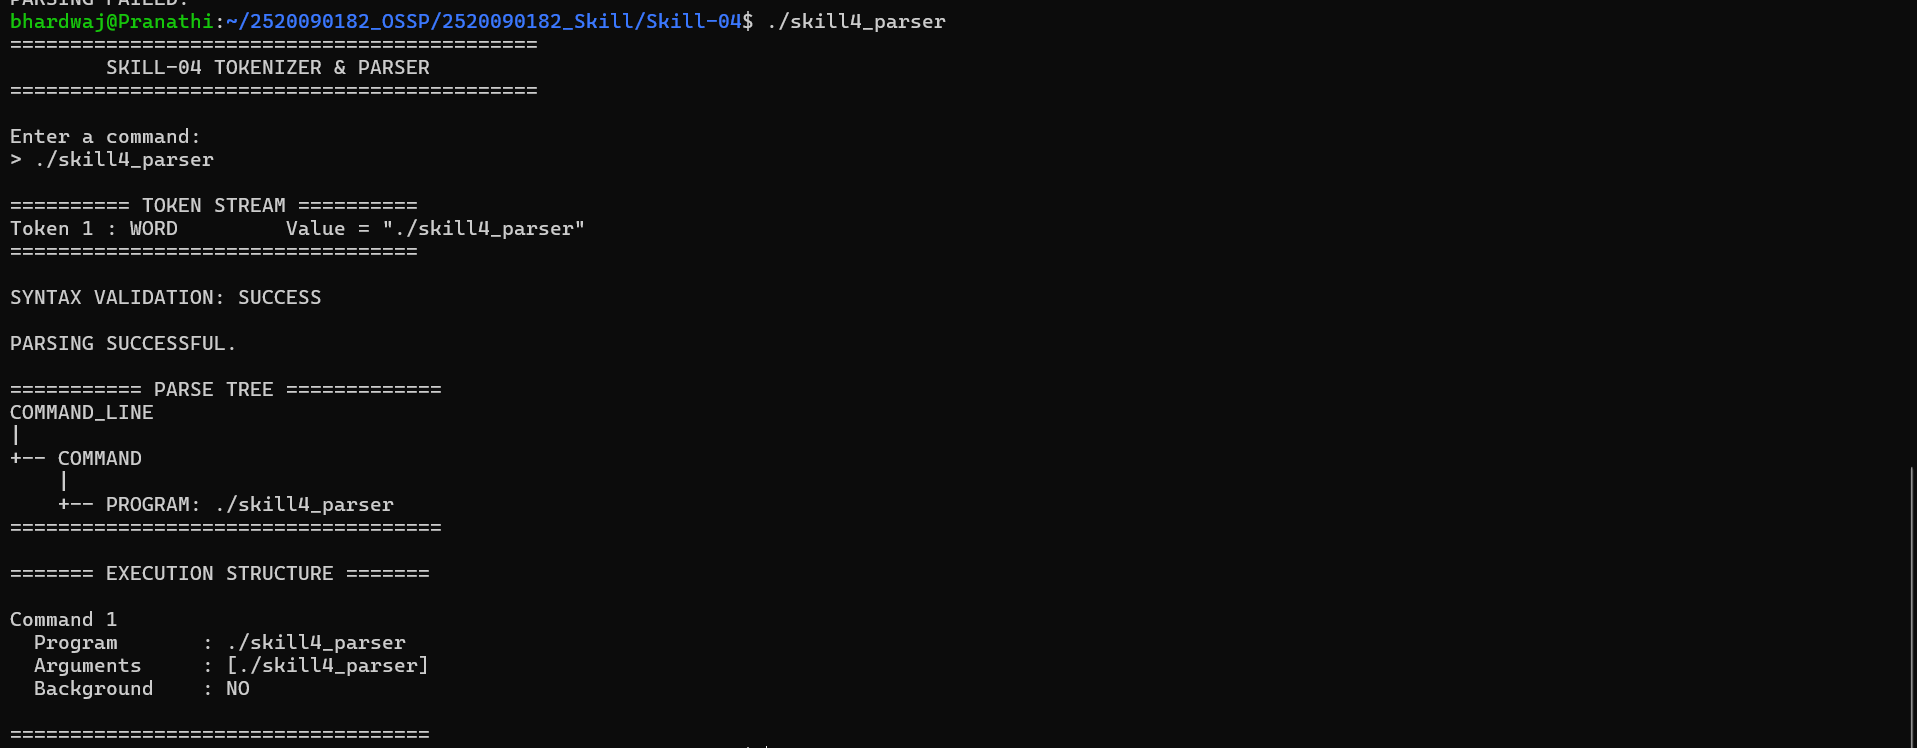 PARSING FAILED.
bhardwaj@Pranathi:~/2520090182_OSSP/2520090182_Skill/Skill-04$ ./skill4_parser
============================================
        SKILL-04 TOKENIZER & PARSER
============================================
Enter a command:
> ./skill4_parser
========== TOKEN STREAM ==========
Token 1 : WORD         Value = "./skill4_parser"
==================================
SYNTAX VALIDATION: SUCCESS
PARSING SUCCESSFUL.
=========== PARSE TREE =============
COMMAND_LINE
|
+-- COMMAND
    |
    +-- PROGRAM: ./skill4_parser
====================================
======= EXECUTION STRUCTURE =======
Command 1
  Program       : ./skill4_parser
  Arguments     : [./skill4_parser]
  Background    : NO
===================================